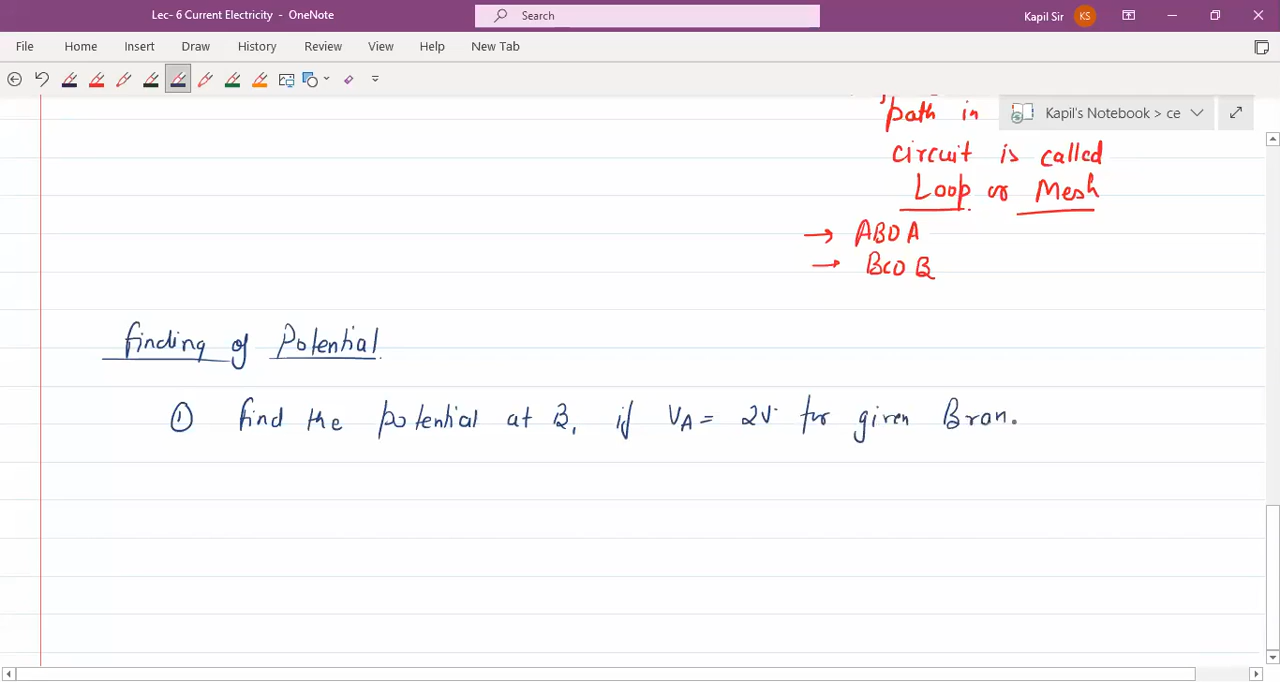 Lec- 6 Current Electricity - OneNote
Search
Kapil Sir
KS
File Home Insert Draw History Review View Help New Tab
Kapil's Notebook > ce
path in
circuit is called
Loop or Mesh
→ ABDA
→ BCD B
Finding of Potential
① find the potential at B, if VA = 2V for given Bran.